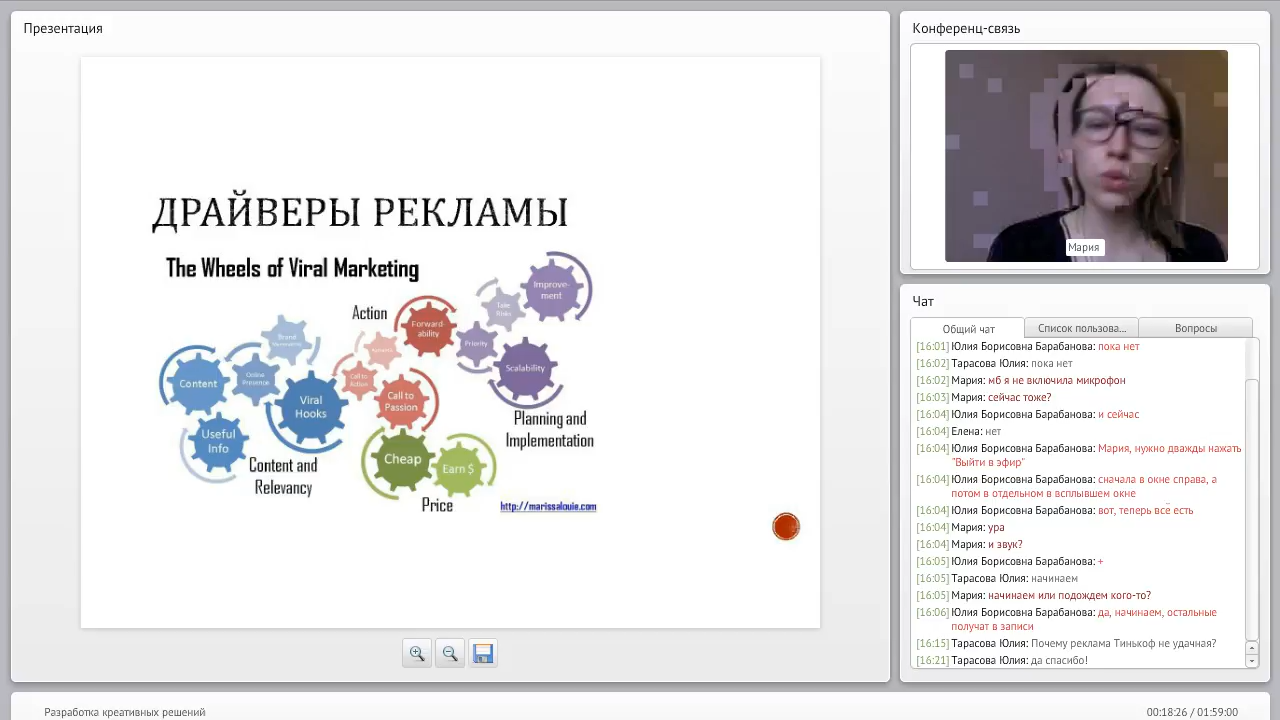 Презентация
ДРАЙВЕРЫ РЕКЛАМЫ
The Wheels of Viral Marketing
Content
Useful
Info
Online
Presence
Brand
Viral
Hooks
Content and
Relevancy
Action
Call to
Action
Forward-
ability
Call to
Passion
Cheap
Earn $
Price
Priority
Take
Risks
Improve-
ment
Scalability
Planning and
Implementation
http://marissalouie.com
Конференц-связь
Мария
Чат
Общий чат
Список пользова...
Вопросы
[16:01] Юлия Борисовна Барабанова: пока нет
[16:02] Тарасова Юлия: пока нет
[16:02] Мария: мб я не включила микрофон
[16:03] Мария: сейчас тоже?
[16:04] Юлия Борисовна Барабанова: и сейчас
[16:04] Елена: нет
[16:04] Юлия Борисовна Барабанова: Мария, нужно дважды нажать
"Выйти в эфир"
[16:04] Юлия Борисовна Барабанова: сначала в окне справа, а
потом в отдельном в всплывшем окне
[16:04] Юлия Борисовна Барабанова: вот, теперь всё есть
[16:04] Мария: ура
[16:04] Мария: и звук?
[16:05] Юлия Борисовна Барабанова: +
[16:05] Тарасова Юлия: начинаем
[16:05] Мария: начинаем или подождем кого-то?
[16:06] Юлия Борисовна Барабанова: да, начинаем, остальные
получат в записи
[16:15] Тарасова Юлия: Почему реклама Тинькоф не удачная?
[16:21] Тарасова Юлия: да спасибо!
Разработка креативных решений
00:18:26 / 01:59:00